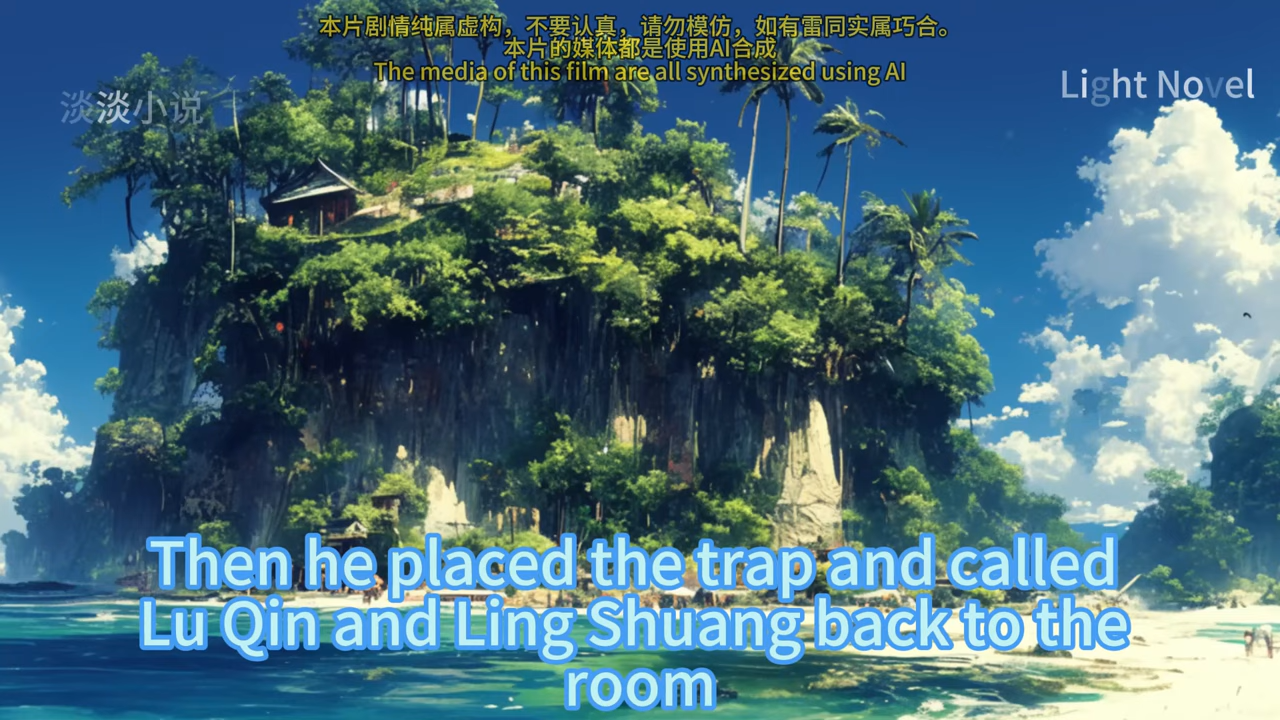 本片剧情纯属虚构，不要认真，请勿模仿，如有雷同实属巧合。
本片的媒体都是使用AI合成
The media of this film are all synthesized using AI
淡淡小说
Light Novel
Then he placed the trap and called
Lu Qin and Ling Shuang back to the
room